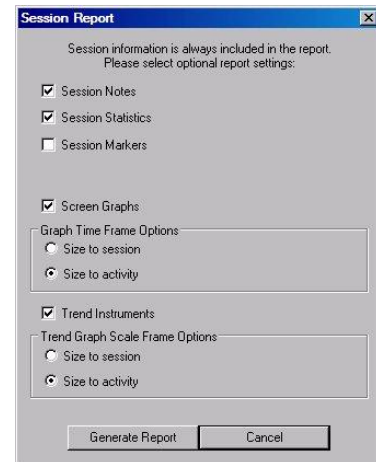 Session Report
Session information is always included in the report.
Please select optional report settings:
Session Notes
Session Statistics
Session Markers
Screen Graphs
Graph Time Frame Options
Size to session
Size to activity
Trend Instruments
Trend Graph Scale Frame Options
Size to session
Size to activity
Generate Report Cancel